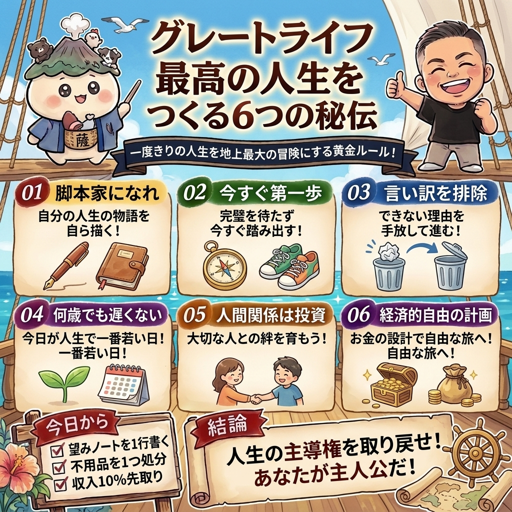 グレートライフ
最高の人生を
つくる6つの秘伝
薩
一度きりの人生を地上最大の冒険にする黄金ルール！
01 脚本家になれ
自分の人生の物語を
自ら描く！
02 今すぐ第一歩
完璧を待たず
今すぐ踏み出す！
03 言い訳を排除
できない理由を
手放して進む！
04 何歳でも遅くない
今日が人生で一番若い日！
一番若い日！
05 人間関係は投資
大切な人との絆を育もう！
06 経済的自由の計画
お金の設計で自由な旅へ！
自由な旅へ！
今日から
望みノートを1行書く
不用品を1つ処分
収入10%先取り
結論
人生の主導権を取り戻せ！
あなたが主人公だ！